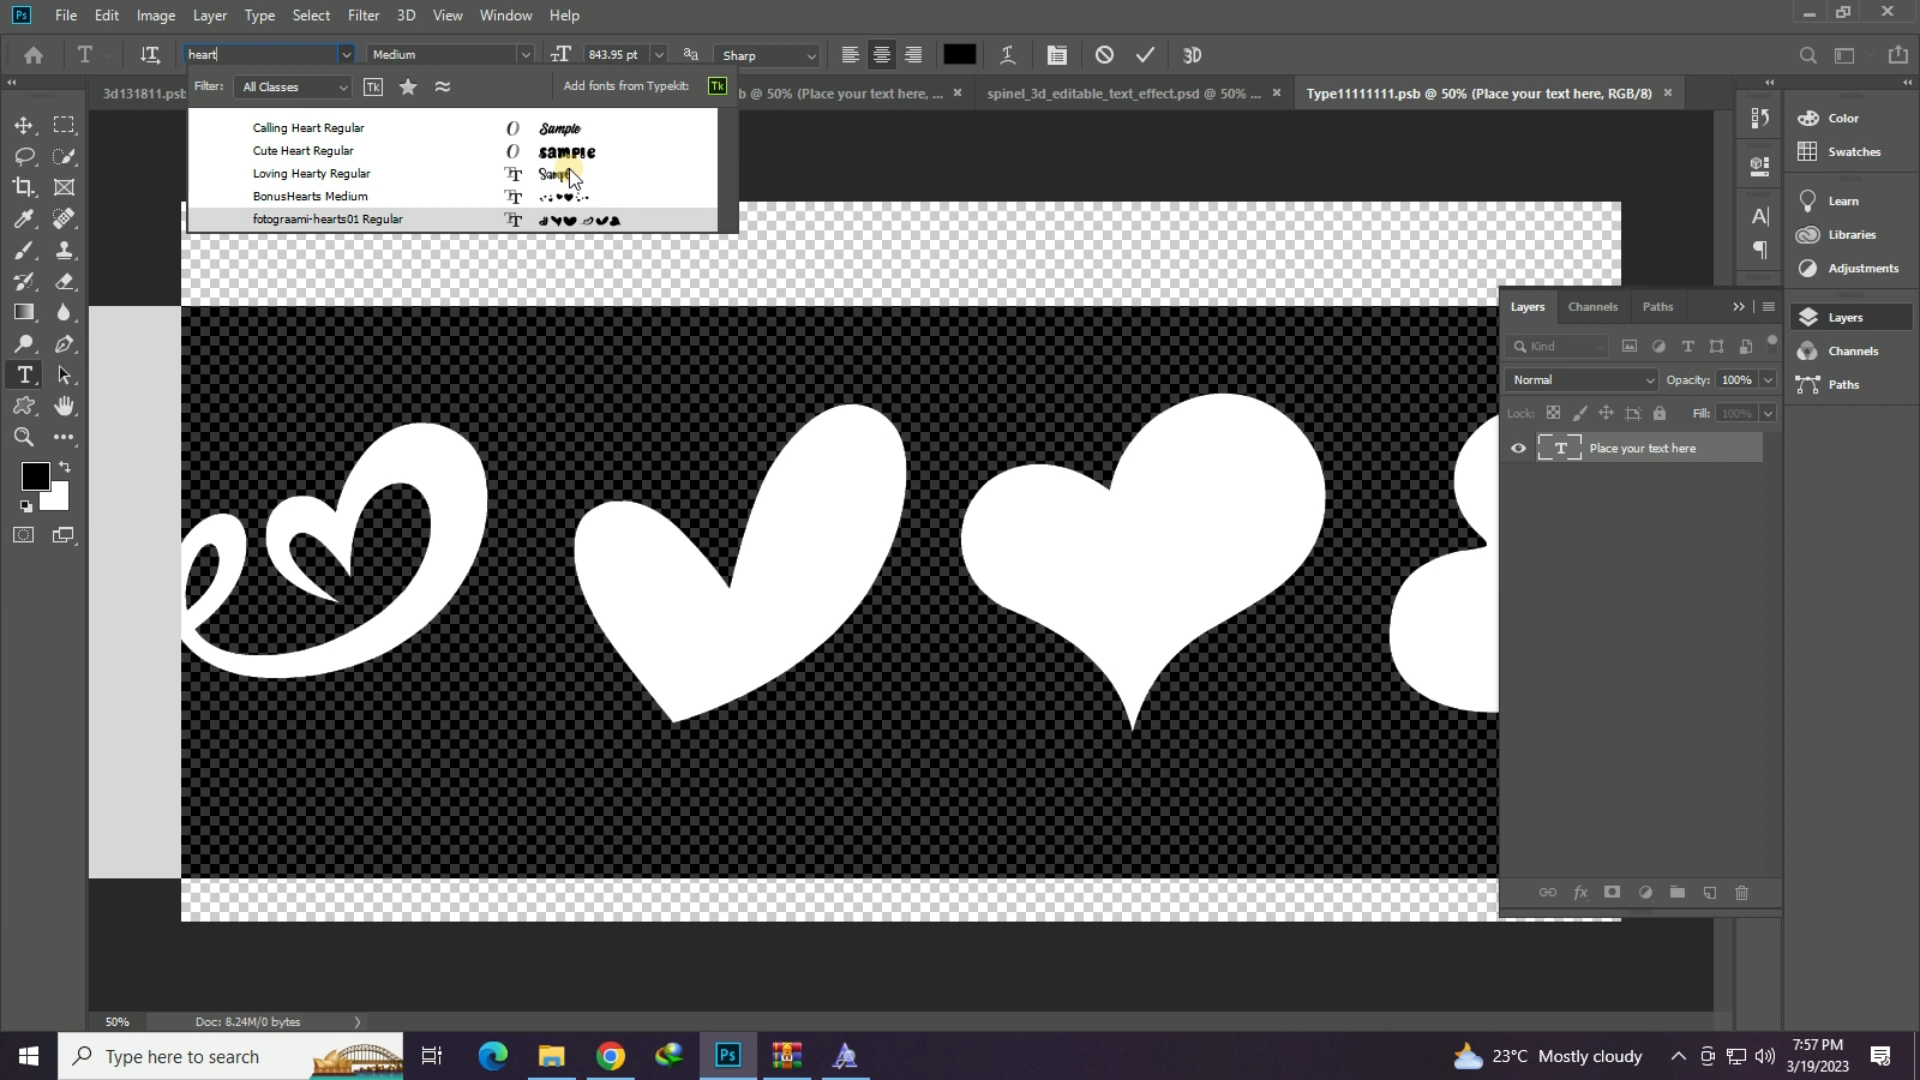 Ps File Edit Image Layer Type Select Filter 3D View Window Help
heart Medium 843.95 pt Sharp 3D
Filter: All Classes Tk Add fonts from Typekit: Tk
3d131811.psb
b @ 50% (Place your text here, ... × spinel_3d_editable_text_effect.psd @ 50% ... × Type11111111.psb @ 50% (Place your text here, RGB/8) ×
Calling Heart Regular Sample
Cute Heart Regular sample
Loving Hearty Regular
BonusHearts Medium
fotograami-hearts01 Regular
Color
Swatches
Learn
Libraries
Adjustments
Layers
Channels
Paths
Layers Channels Paths
Kind
Normal Opacity: 100%
Lock: Fill: 100%
T Place your text here
fx
50% Doc: 8.24M/0 bytes
Type here to search
Ps
23°C Mostly cloudy
7:57 PM
3/19/2023